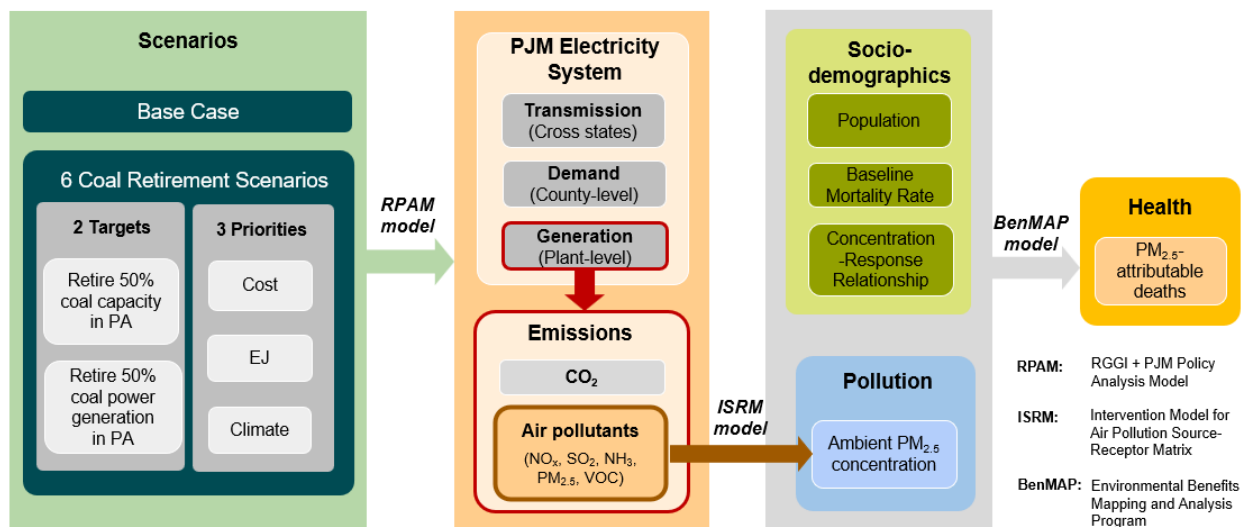 Scenarios
Base Case
6 Coal Retirement Scenarios
2 Targets
Retire 50%
coal capacity
in PA
Retire 50%
coal power
generation
in PA
3 Priorities
Cost
EJ
Climate
RPAM
model
PJM Electricity
System
Transmission
(Cross states)
Demand
(County-level)
Generation
(Plant-level)
Emissions
CO₂
Air pollutants
(NOₓ, SO₂, NH₃,
PM₂.₅, VOC)
ISRM
model
Socio-
demographics
Population
Baseline
Mortality Rate
Concentration
-Response
Relationship
Pollution
Ambient PM₂.₅
concentration
BenMAP
model
Health
PM₂.₅-
attributable
deaths
RPAM: RGGI + PJM Policy
Analysis Model
ISRM: Intervention Model for
Air Pollution Source-
Receptor Matrix
BenMAP: Environmental Benefits
Mapping and Analysis
Program